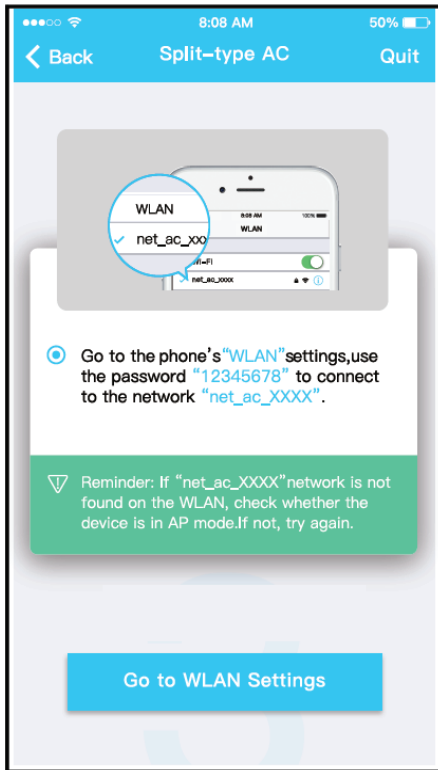 8:08 AM
50%
Back
Split-type AC
Quit
WLAN
net_ac_xxx
8:08 AM
100%
WLAN
WI-FI
net_ac_xxxx
Go to the phone's“WLAN”settings,use
the password “12345678” to connect
to the network “net_ac_XXXX”.
Reminder: If “net_ac_XXXX”network is not
found on the WLAN, check whether the
device is in AP mode.If not, try again.
Go to WLAN Settings